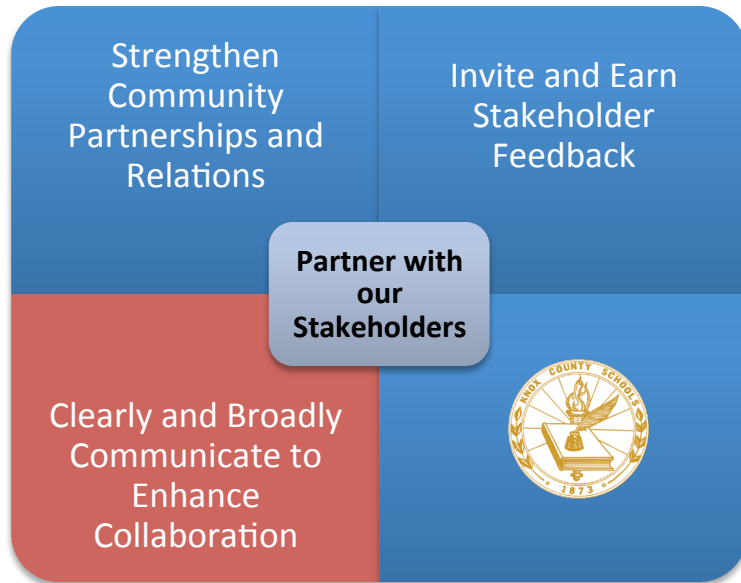 Strengthen
Community
Partnerships and
Relations
Invite and Earn
Stakeholder
Feedback
Partner with
our
Stakeholders
Clearly and Broadly
Communicate to
Enhance
Collaboration
KNOX COUNTY SCHOOLS
1873